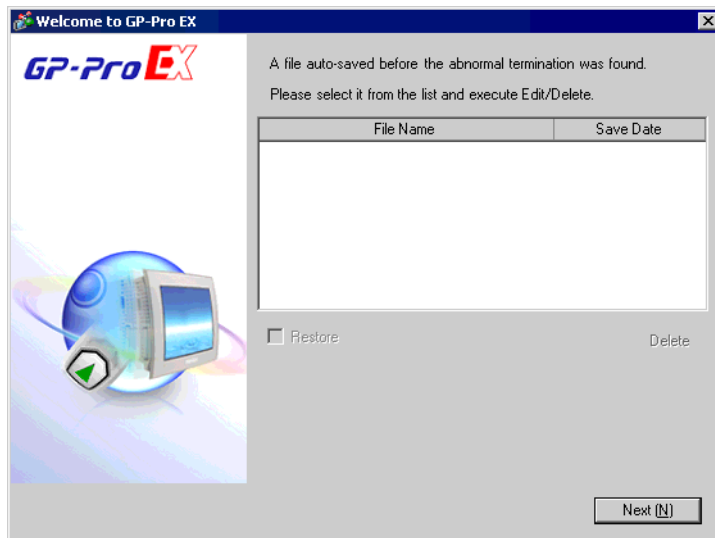 Welcome to GP-Pro EX
GP-Pro EX
A file auto-saved before the abnormal termination was found.
Please select it from the list and execute Edit/Delete.
File Name Save Date
Restore
Delete
Next (N)